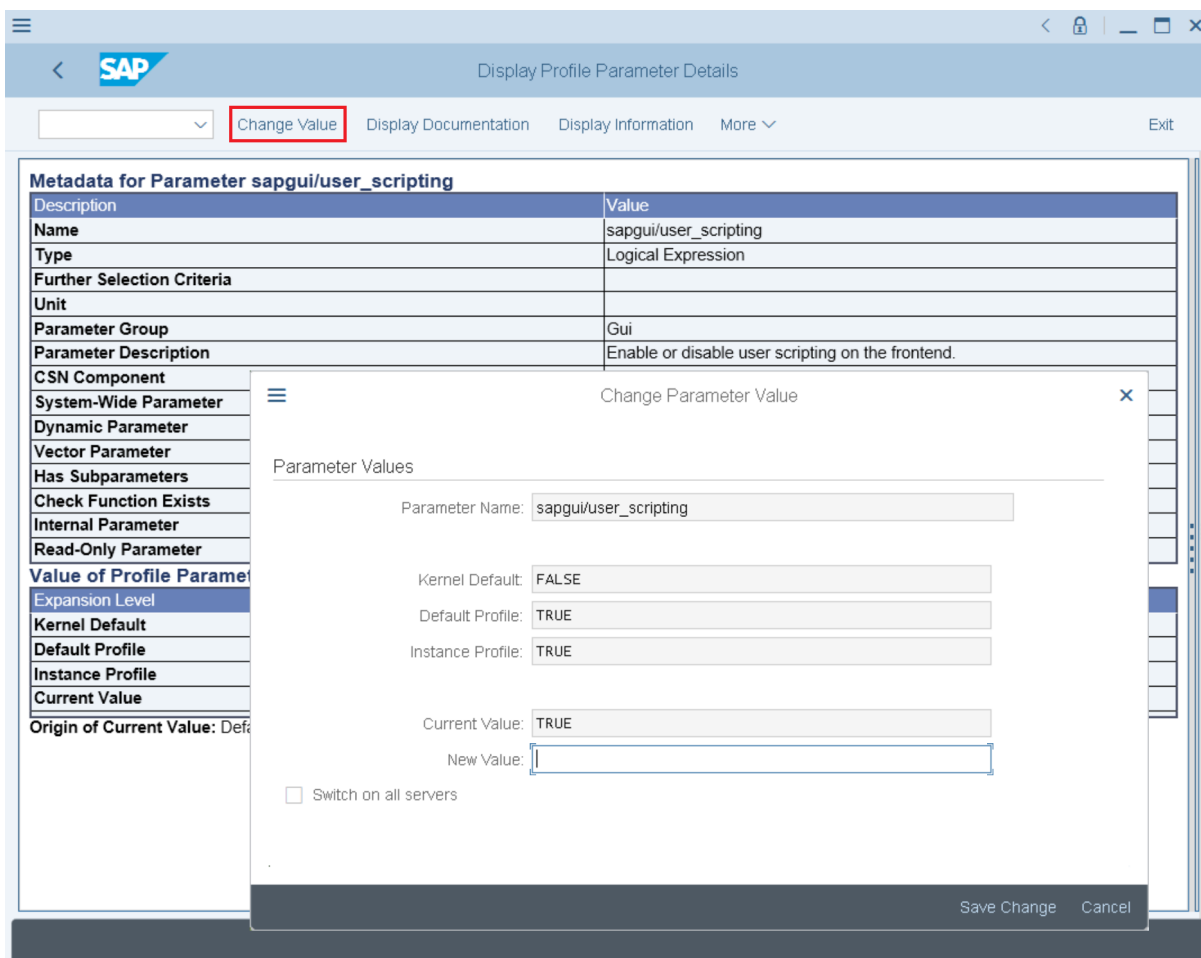 SAP
Display Profile Parameter Details
Change Value Display Documentation Display Information More Exit
Metadata for Parameter sapgui/user_scripting
Description Value
Name sapgui/user_scripting
Type Logical Expression
Further Selection Criteria
Unit
Parameter Group Gui
Parameter Description Enable or disable user scripting on the frontend.
CSN Component
System-Wide Parameter
Dynamic Parameter
Vector Parameter
Has Subparameters
Check Function Exists
Internal Parameter
Read-Only Parameter
Value of Profile
Expansion Level
Kernel Default
Default Profile
Instance Profile
Current Value
Origin of Current Value:
Change Parameter Value
Parameter Values
Parameter Name: sapgui/user_scripting
Kernel Default: FALSE
Default Profile: TRUE
Instance Profile: TRUE
Current Value: TRUE
New Value:
Switch on all servers
Save Change Cancel